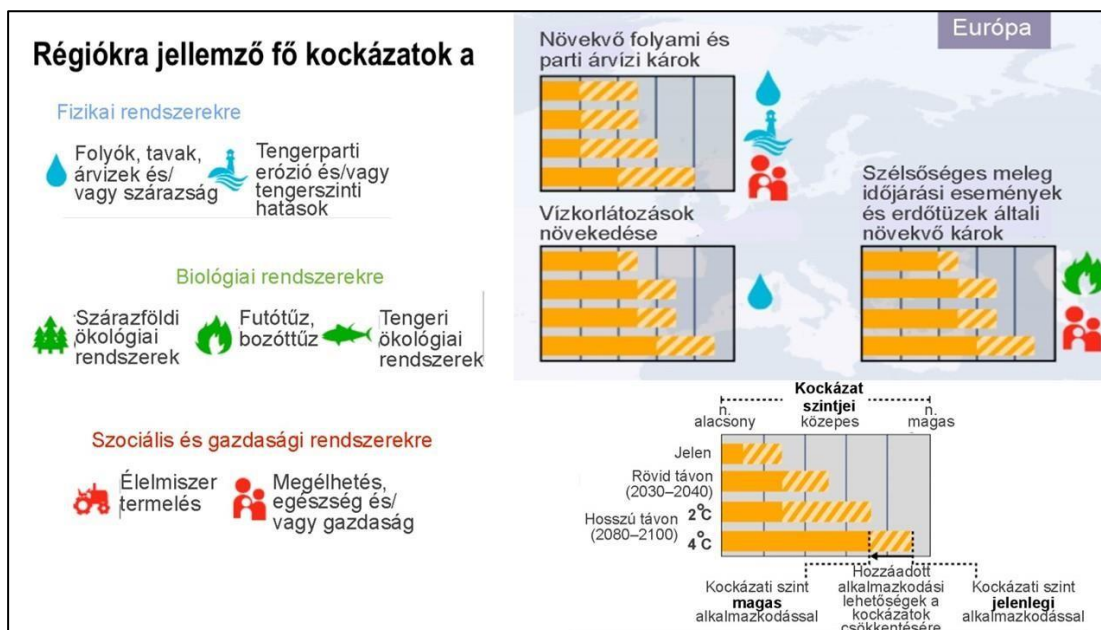 Régiókra jellemző fő kockázatok a
Fizikai rendszerekre
Folyók, tavak,
árvizek és/
vagy szárazság
Tengerparti
erózió és/vagy
tengerszinti
hatások
Biológiai rendszerekre
Szárazföldi
ökológiai
rendszerek
Futótűz,
bozóttűz
Tengeri
ökológiai
rendszerek
Szociális és gazdasági rendszerekre
Élelmiszer
termelés
Megélhetés,
egészség és/
vagy gazdaság
Európa
Növekvő folyami és
parti árvízi károk
Vízkorlátozások
növekedése
Szélsőséges meleg
időjárási események
és erdőtüzek általi
növekvő károk
Kockázat
szintjei
n.
alacsony
közepes
n.
magas
Jelen
Rövid távon
(2030–2040)
Hosszú távon
(2080–2100)
2°C
4°C
Kockázati szint
magas
alkalmazkodással
Hozzáadott
alkalmazkodási
lehetőségek a
kockázatok
csökkentésére
Kockázati szint
jelenlegi
alkalmazkodással